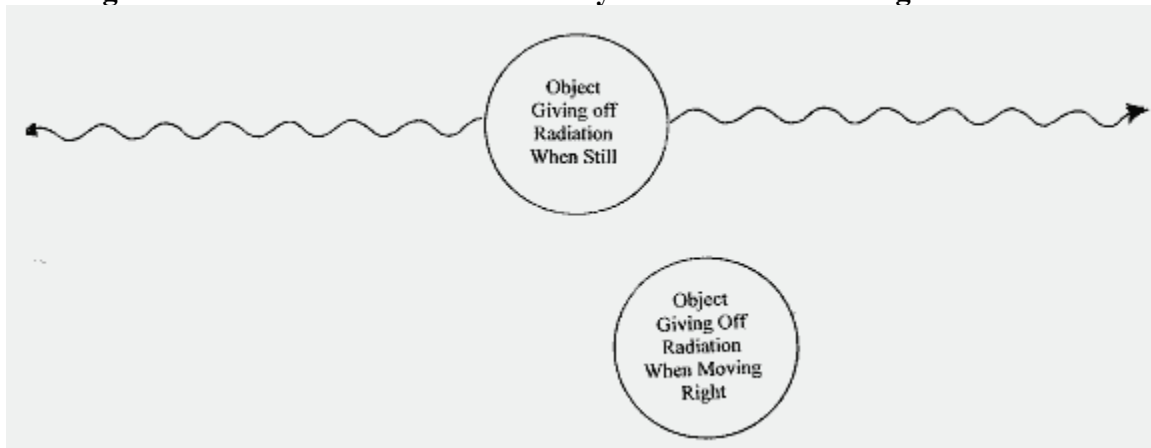 Object
Giving off
Radiation
When Still
Object
Giving Off
Radiation
When Moving
Right